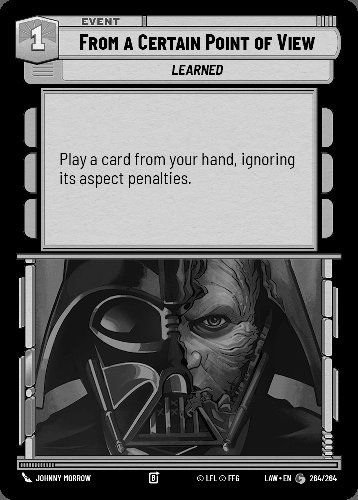 EVENT
1
FROM A CERTAIN POINT OF VIEW
LEARNED
Play a card from your hand, ignoring
its aspect penalties.
JOHNNY MORROW
© LFL © FFG
LAW • EN
264/264